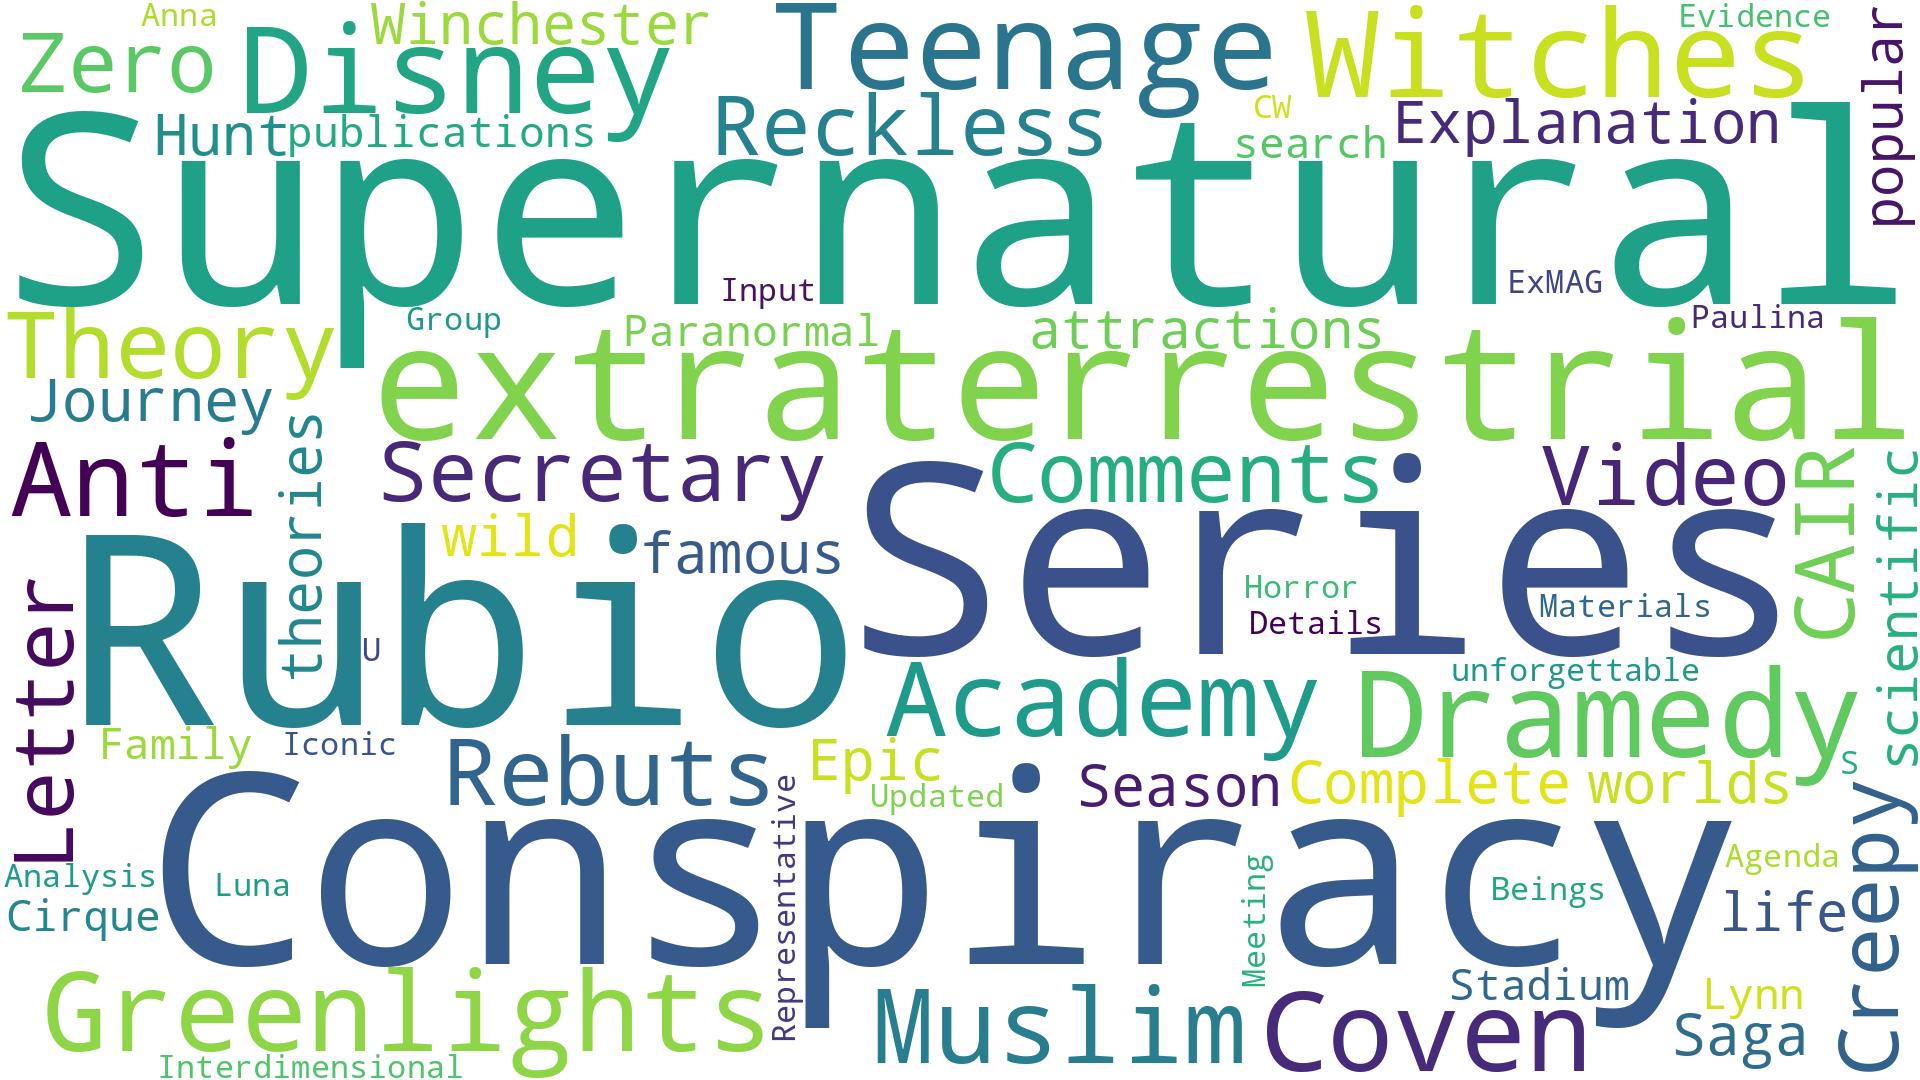 Anna
Winchester
Teenage
Witches
Evidence
Zero
Disney
popular
Hunt
publications
Reckless
CW
search
Explanation
Supernatural
Input
ExMAG
Theory
Group
Paranormal
attractions
Paulina
extraterrestrial
Journey
Anti
theories
Secretary
Comments
Video
CAIR
scientific
wild
famous
Series
Rubio
Horror
Details
Materials
Letter
U
Academy
unforgettable
Dramedy
Family
Iconic
Rebuts
Epic
Updated
Season
Complete
worlds
S
Creepy
Representative
Conspiracy
Analysis
Luna
Cirque
Meeting
Beings
Agenda
life
Greenlights
Muslim
Coven
Stadium
Lynn
Saga
Interdimensional